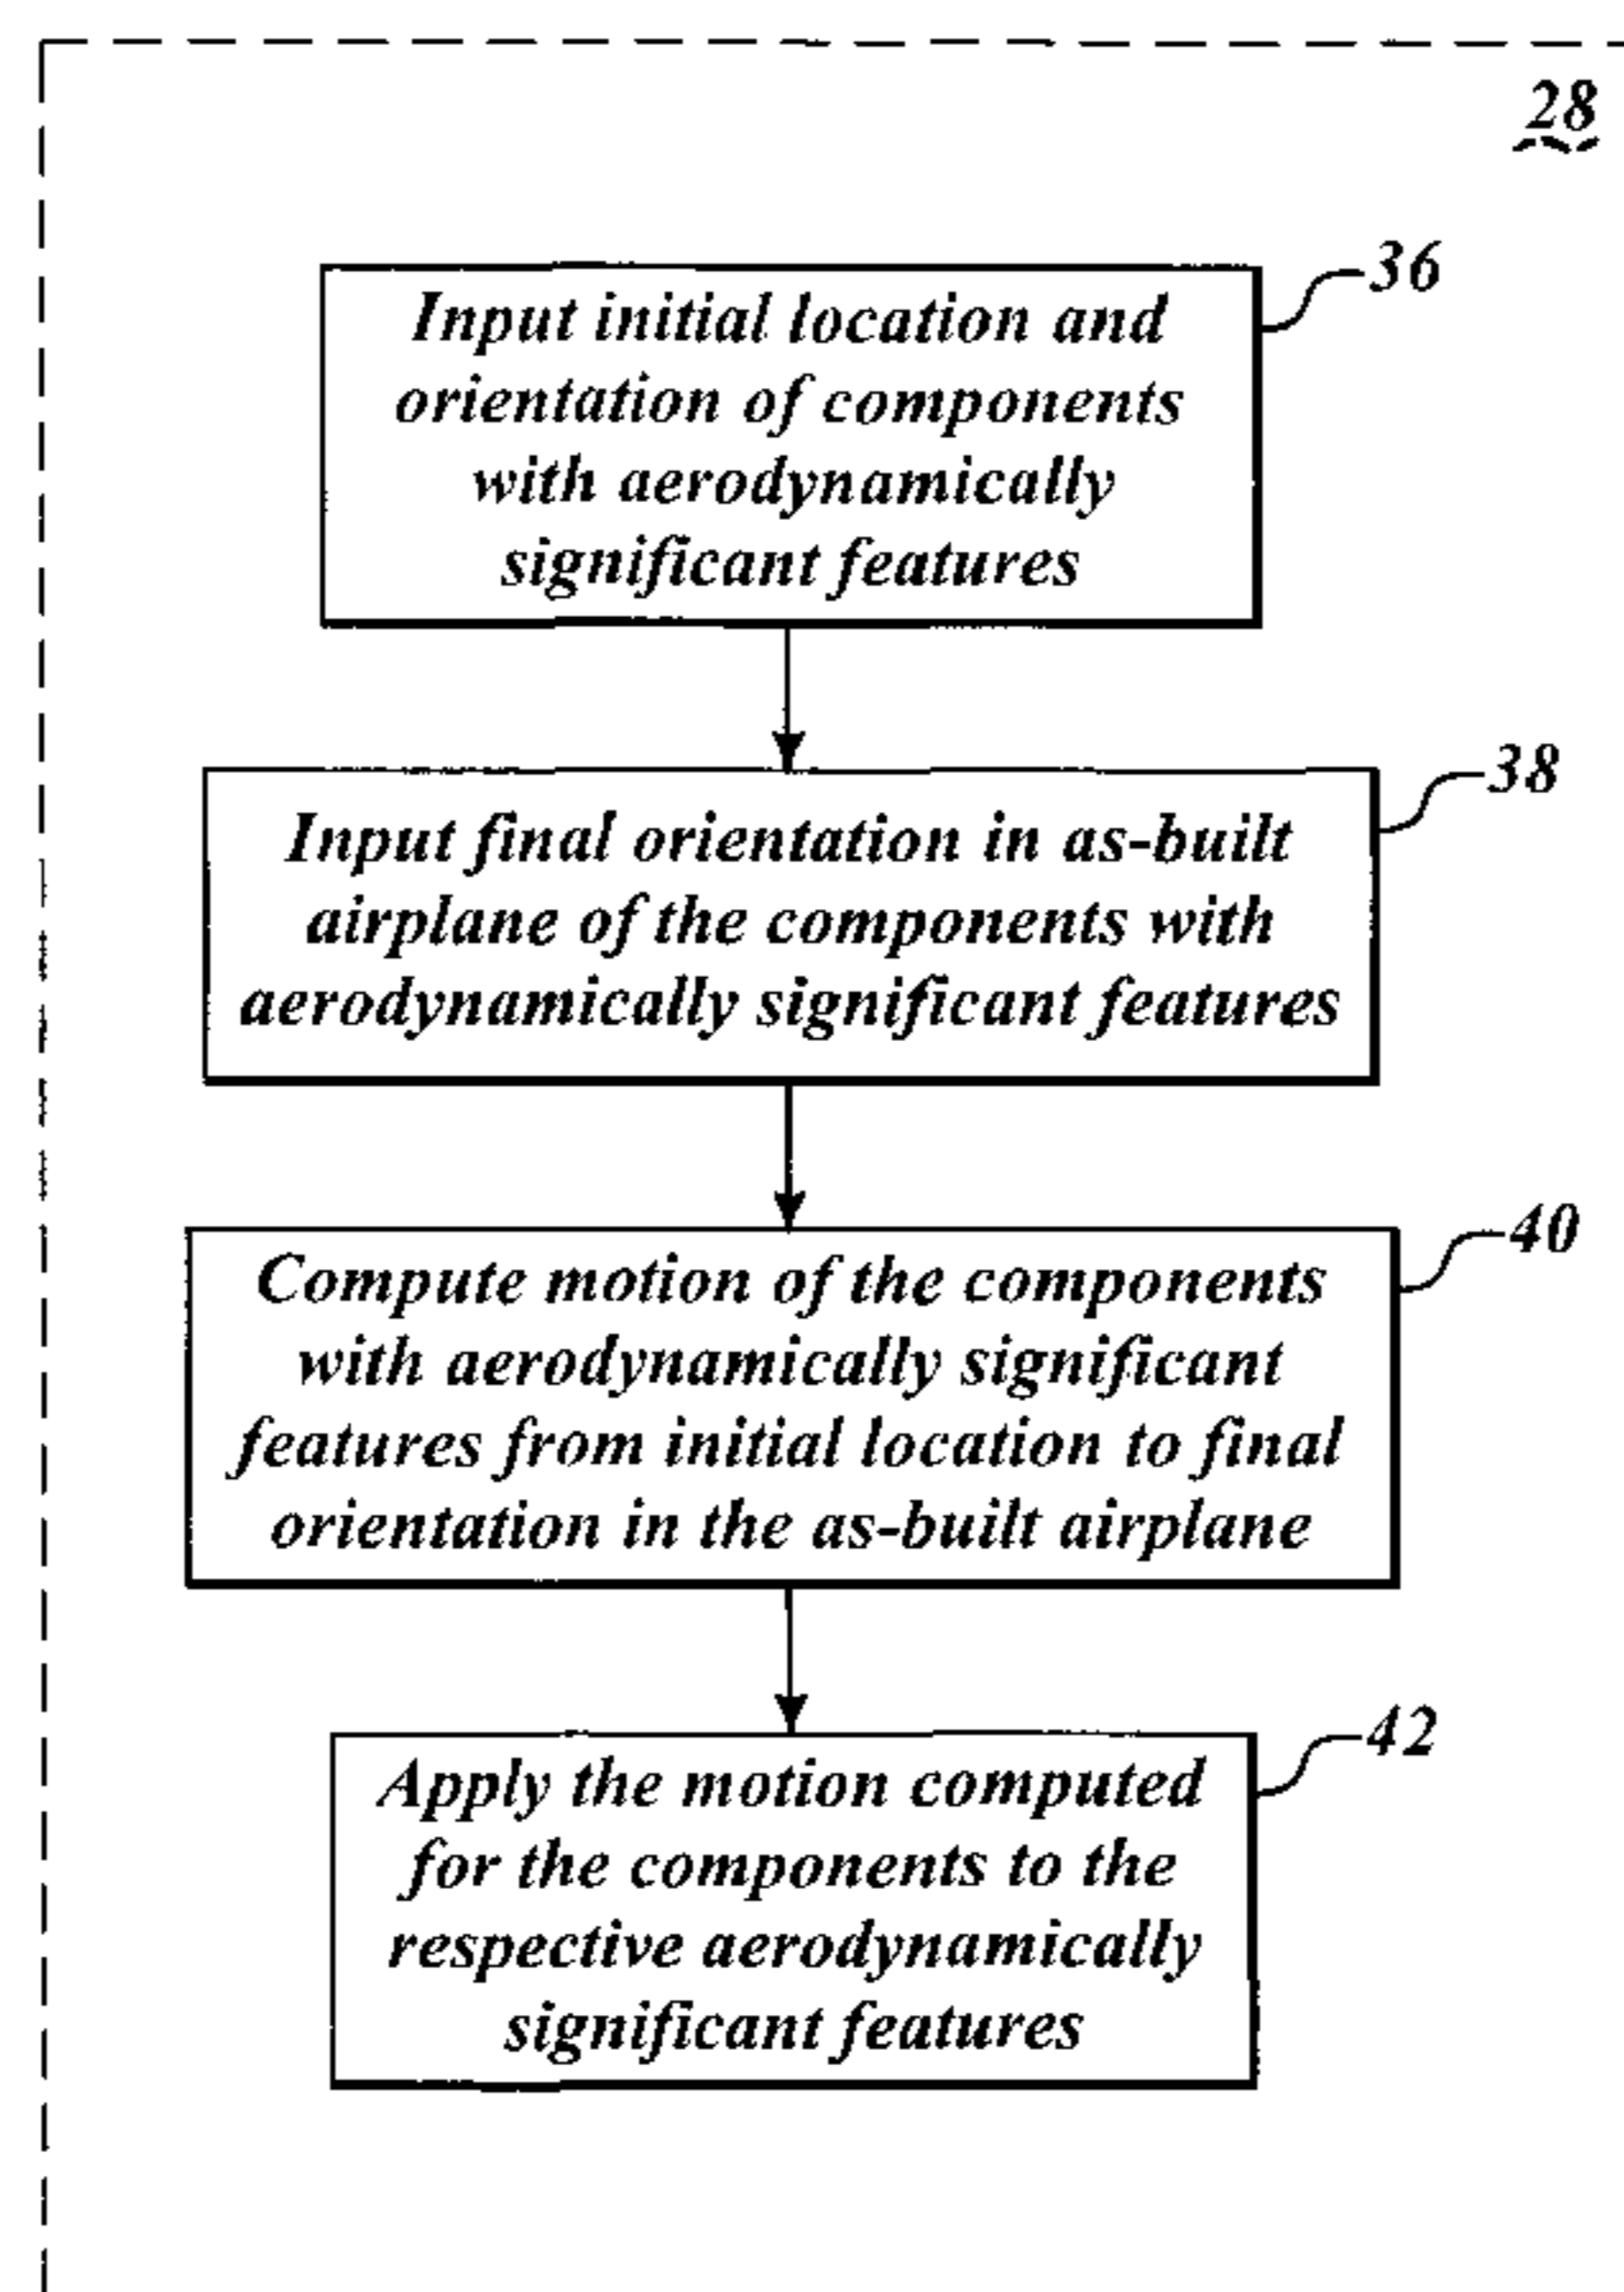 28
36
Input initial location and
orientation of components
with aerodynamically
significant features
38
Input final orientation in as-built
airplane of the components with
aerodynamically significant features
40
Compute motion of the components
with aerodynamically significant
features from initial location to final
orientation in the as-built airplane
42
Apply the motion computed
for the components to the
respective aerodynamically
significant features